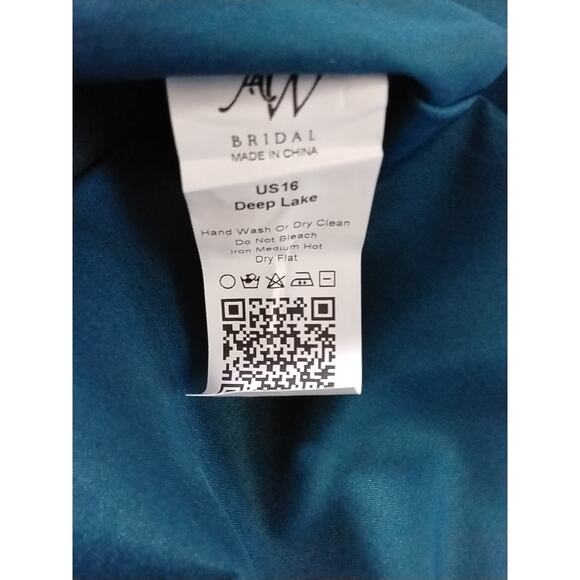 AW
BRIDAL
MADE IN CHINA
US16
Deep Lake
Hand Wash Or Dry Clean
Do Not Bleach
Iron Medium Hot
Dry Flat